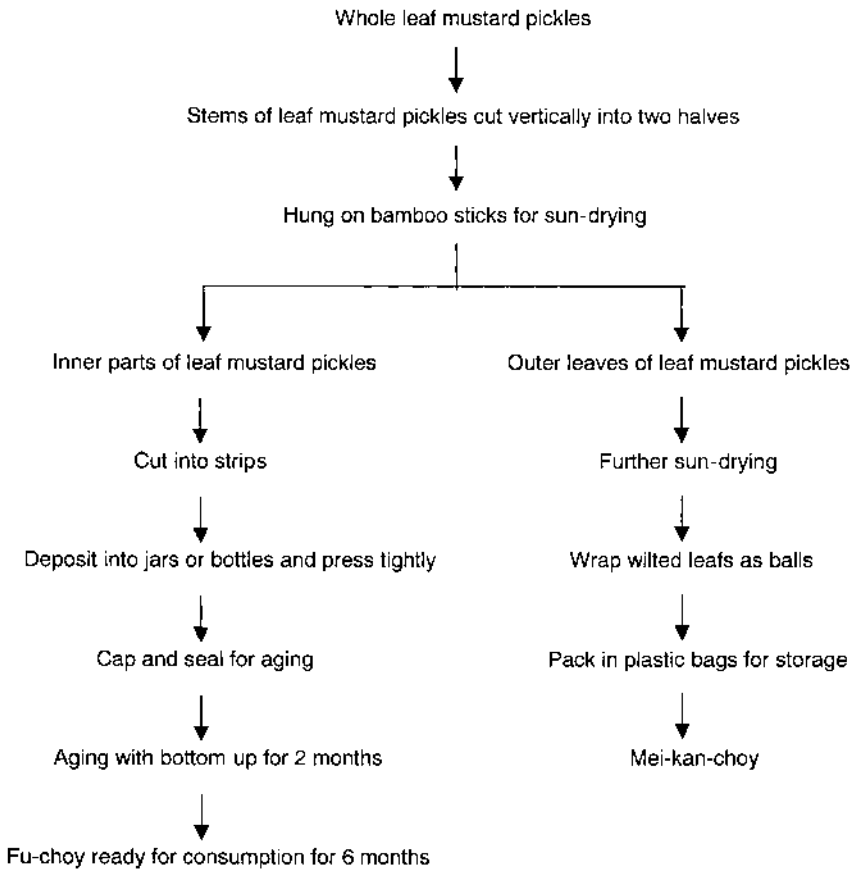 Whole leaf mustard pickles
Stems of leaf mustard pickles cut vertically into two halves
Hung on bamboo sticks for sun-drying
Inner parts of leaf mustard pickles
Cut into strips
Deposit into jars or bottles and press tightly
Cap and seal for aging
Aging with bottom up for 2 months
Fu-choy ready for consumption for 6 months
Outer leaves of leaf mustard pickles
Further sun-drying
Wrap wilted leafs as balls
Pack in plastic bags for storage
Mei-kan-choy